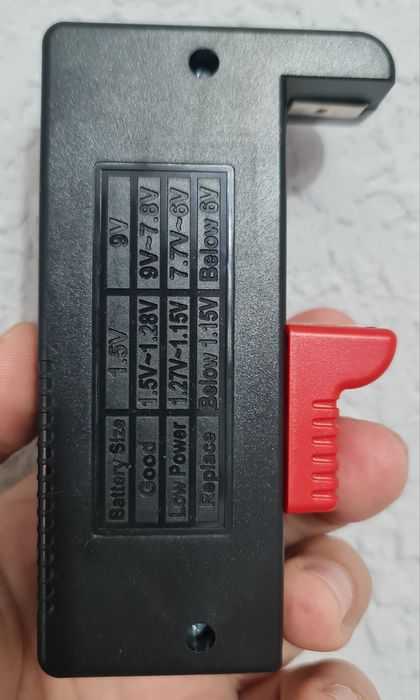 Battery Size 1.5V 9V
Good 1.5V~1.28V 9V~7.8V
Low Power 1.27V~1.15V 7.7V~6V
Replace Below 1.15V Below 6V